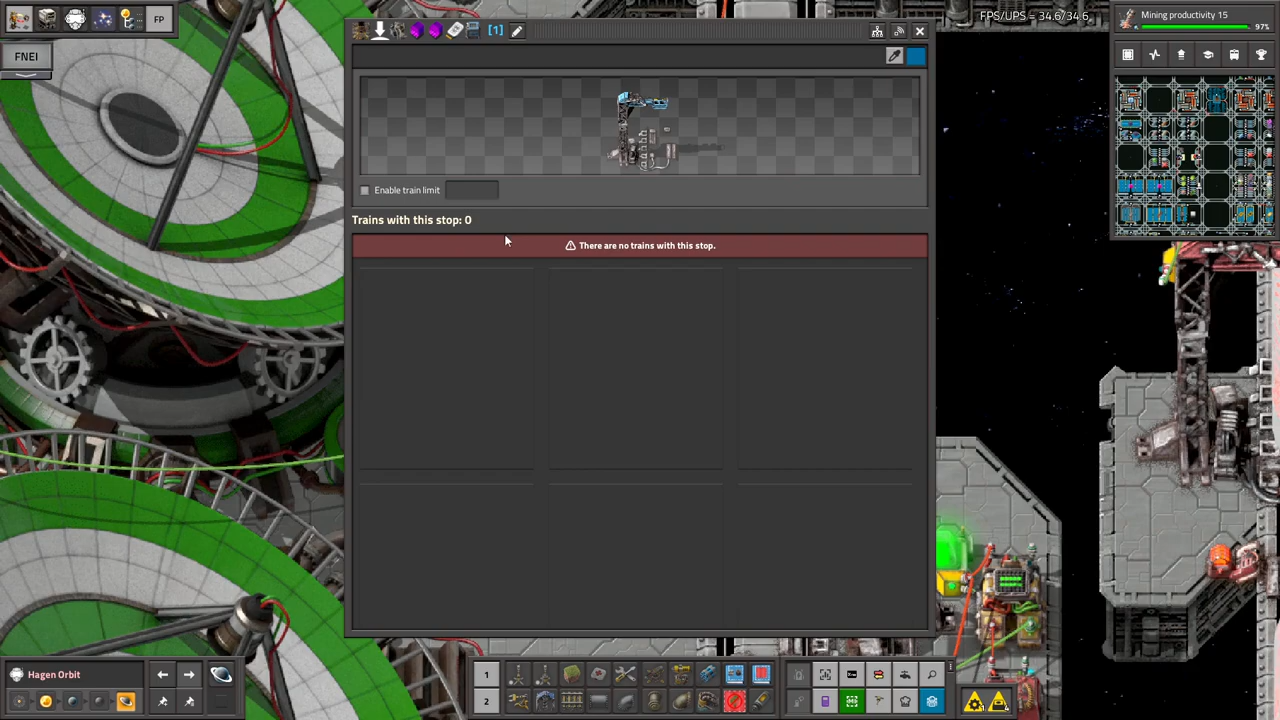 FP
FNEI
[1]
FPS/UPS = 34.6/34.6
Mining productivity 15
97%
Enable train limit
Trains with this stop: 0
There are no trains with this stop.
Hagen Orbit
1
2